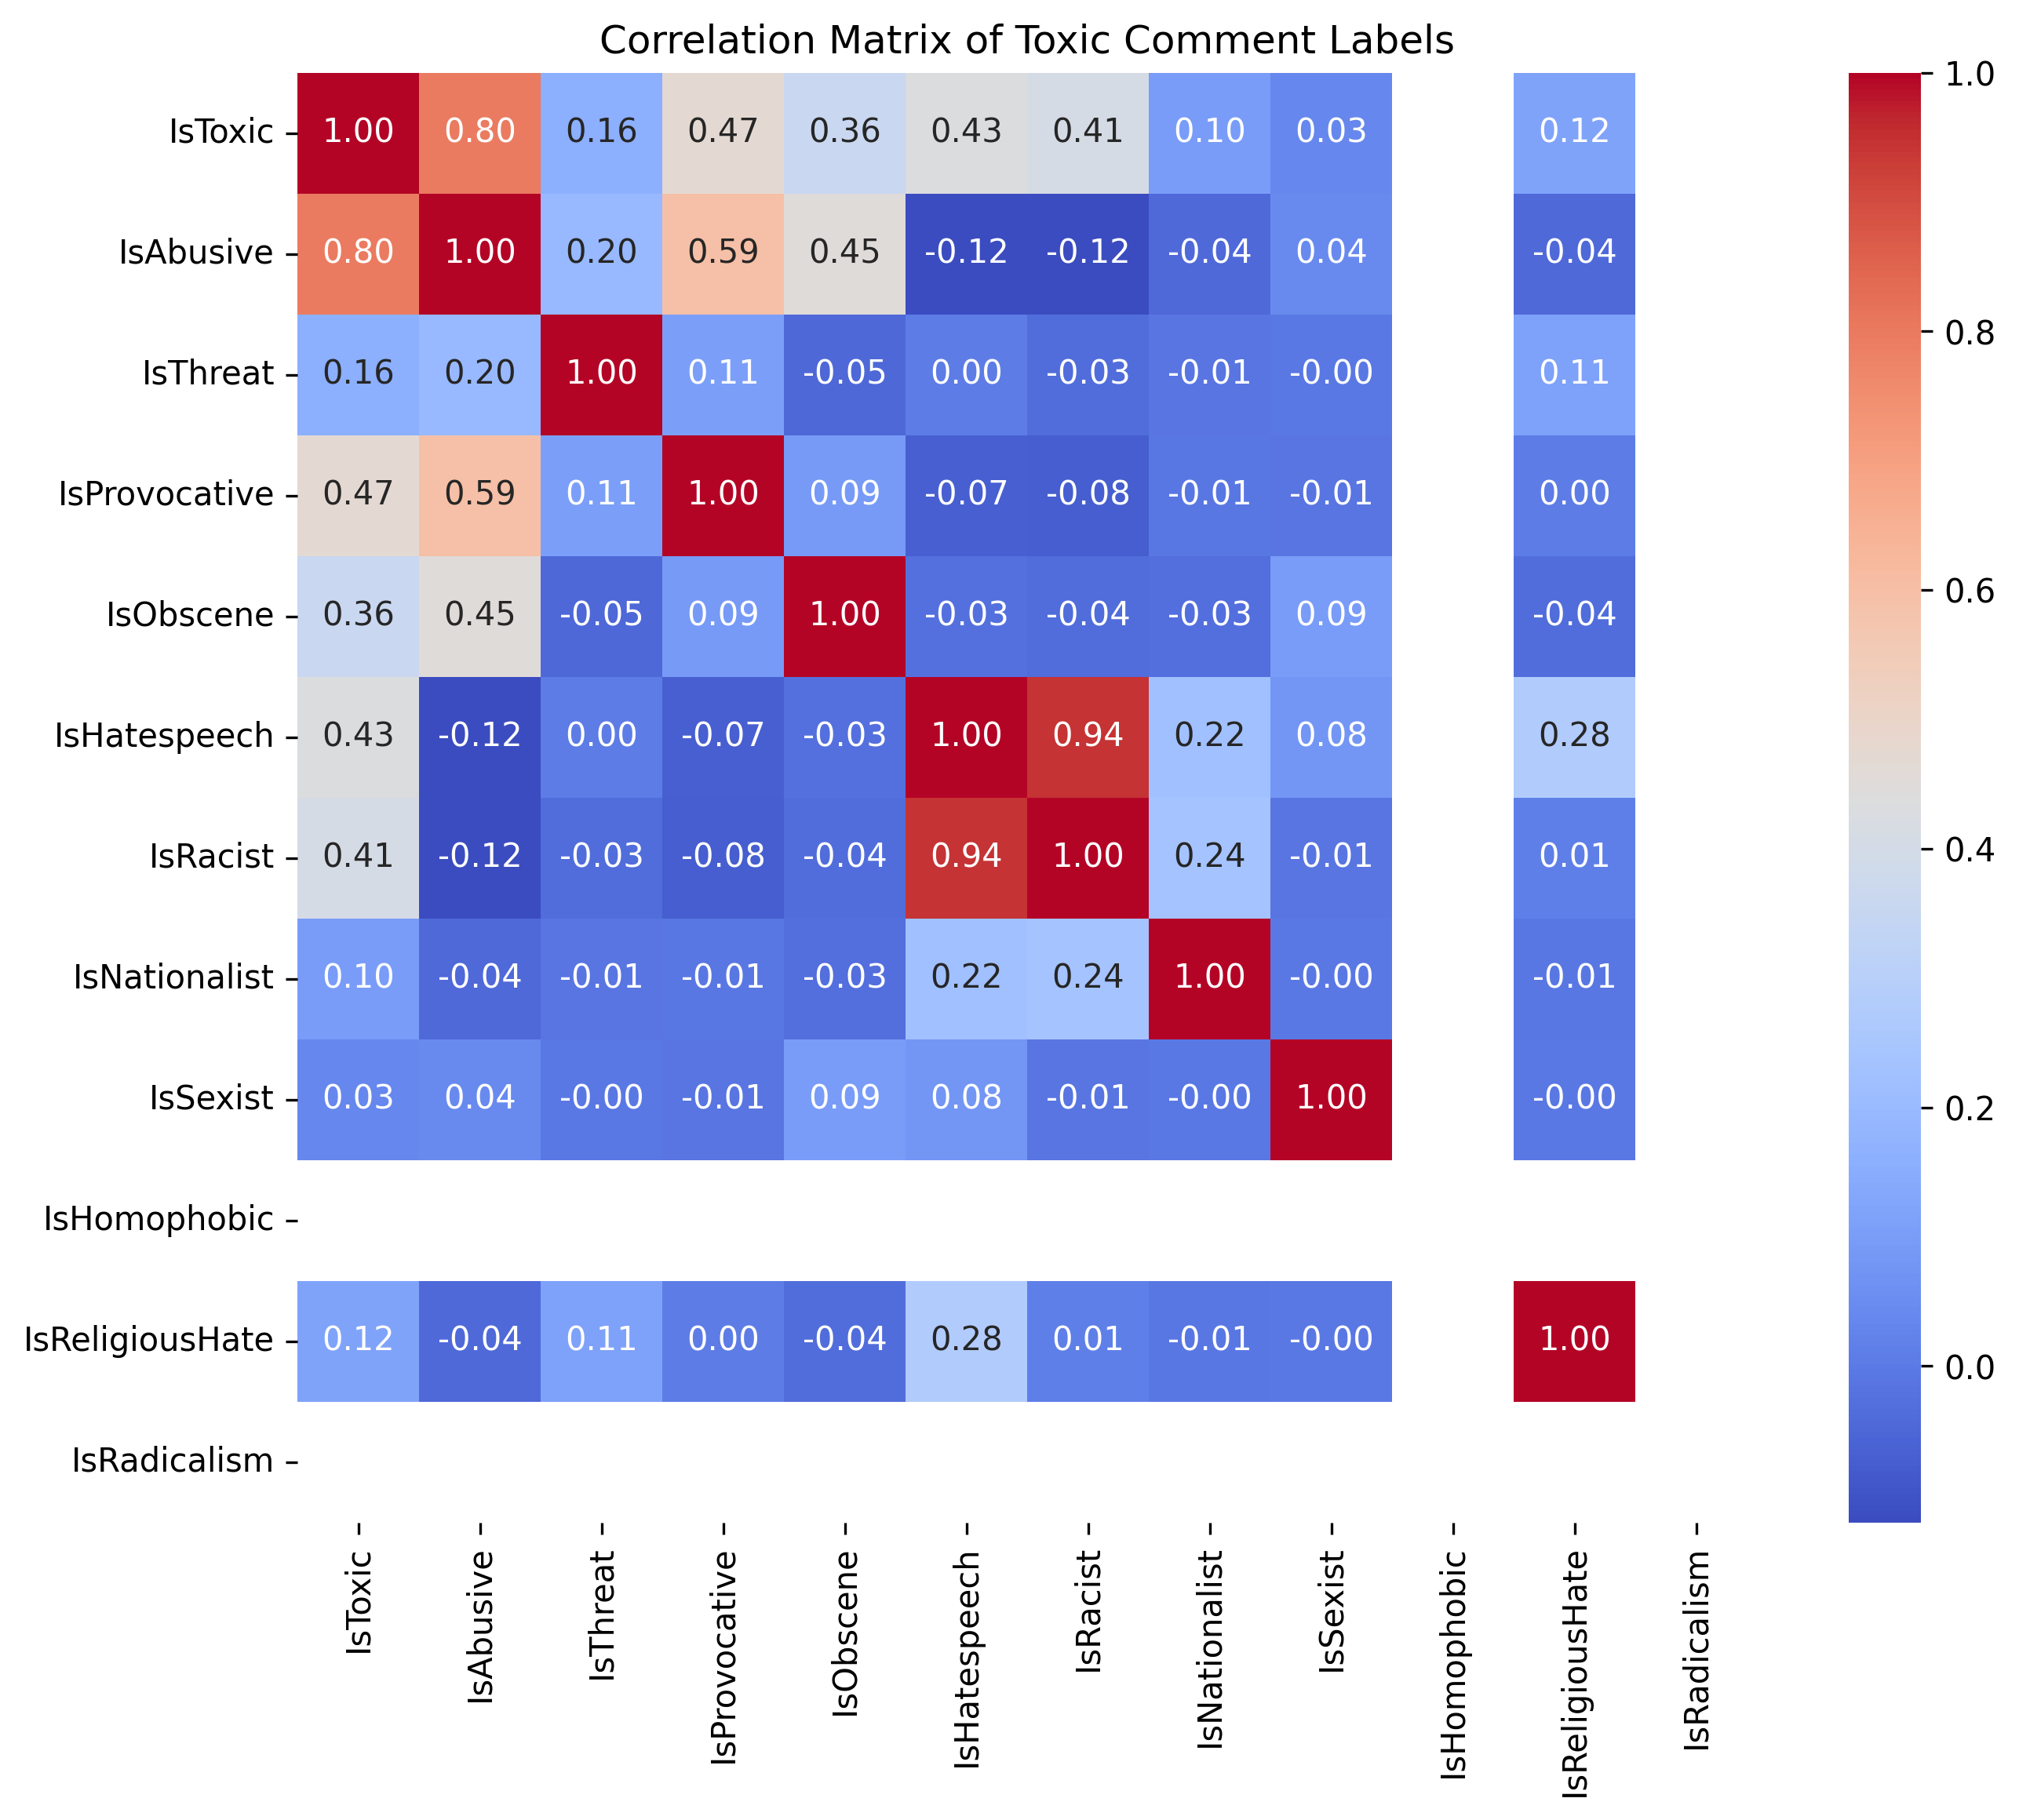 Correlation Matrix of Toxic Comment Labels
IsToxic 1.00 0.80 0.16 0.47 0.36 0.43 0.41 0.10 0.03 0.12
IsAbusive 0.80 1.00 0.20 0.59 0.45 -0.12 -0.12 -0.04 0.04 -0.04
IsThreat 0.16 0.20 1.00 0.11 -0.05 0.00 -0.03 -0.01 -0.00 0.11
IsProvocative 0.47 0.59 0.11 1.00 0.09 -0.07 -0.08 -0.01 -0.01 0.00
IsObscene 0.36 0.45 -0.05 0.09 1.00 -0.03 -0.04 -0.03 0.09 -0.04
IsHatespeech 0.43 -0.12 0.00 -0.07 -0.03 1.00 0.94 0.22 0.08 0.28
IsRacist 0.41 -0.12 -0.03 -0.08 -0.04 0.94 1.00 0.24 -0.01 0.01
IsNationalist 0.10 -0.04 -0.01 -0.01 -0.03 0.22 0.24 1.00 -0.00 -0.01
IsSexist 0.03 0.04 -0.00 -0.01 0.09 0.08 -0.01 -0.00 1.00 -0.00
IsHomophobic
IsReligiousHate 0.12 -0.04 0.11 0.00 -0.04 0.28 0.01 -0.01 -0.00 1.00
IsRadicalism
IsToxic
IsAbusive
IsThreat
IsProvocative
IsObscene
IsHatespeech
IsRacist
IsNationalist
IsSexist
IsHomophobic
IsReligiousHate
IsRadicalism
1.0
0.8
0.6
0.4
0.2
0.0